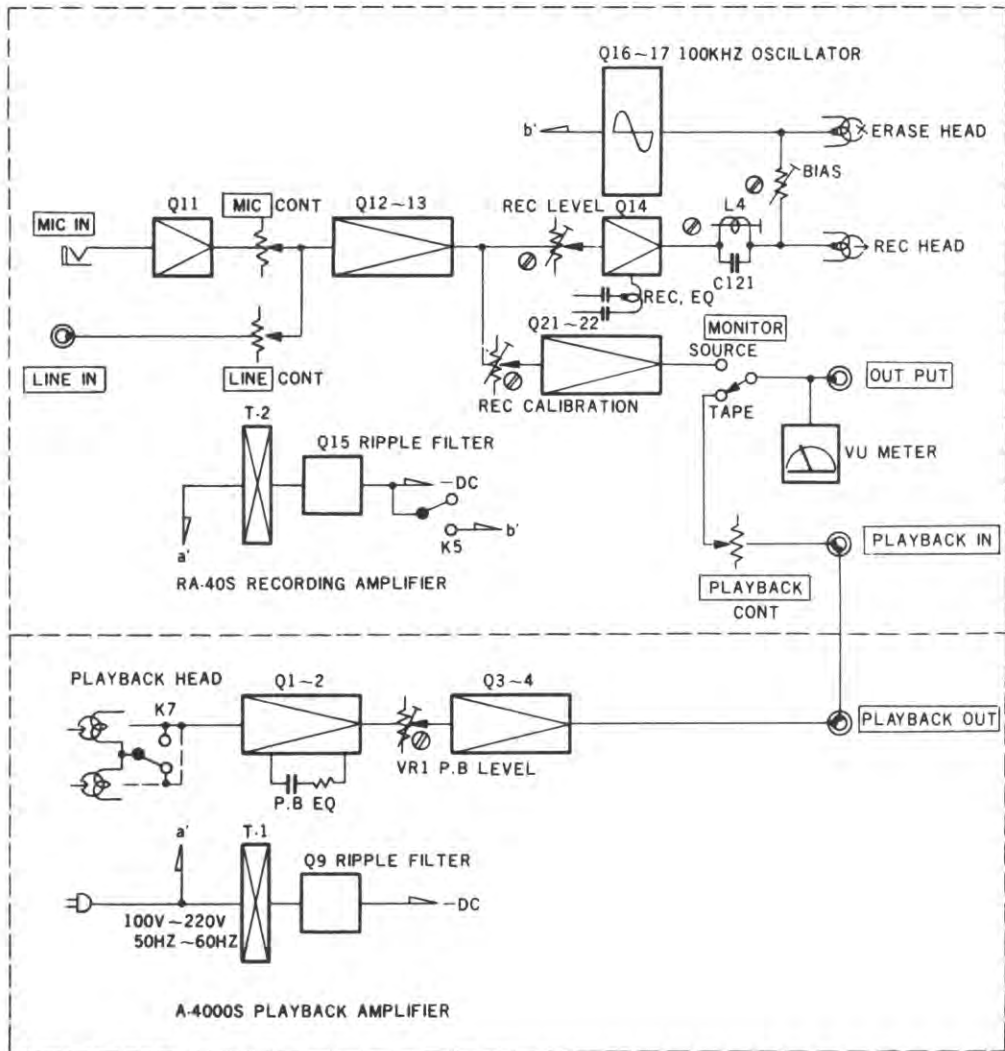 Q16~17 100KHZ OSCILLATOR
b'
ERASE HEAD
BIAS
MIC IN
Q11
MIC CONT
Q12~13
REC LEVEL Q14
L4
REC HEAD
C121
REC, EQ
LINE IN
LINE CONT.
Q21~22
MONITOR
SOURCE
TAPE
OUT PUT
REC CALIBRATION
VU METER
T-2
Q15 RIPPLE FILTER
-DC
K5
b'
a'
RA-40S RECORDING AMPLIFIER
PLAYBACK IN
PLAYBACK
CONT
PLAYBACK HEAD
K7
Q1~2
Q3~4
PLAYBACK OUT
VR1 P.B LEVEL
P.B EQ
a'
T-1
Q9 RIPPLE FILTER
-DC
100V~220V
50HZ~60HZ
A-4000S PLAYBACK AMPLIFIER